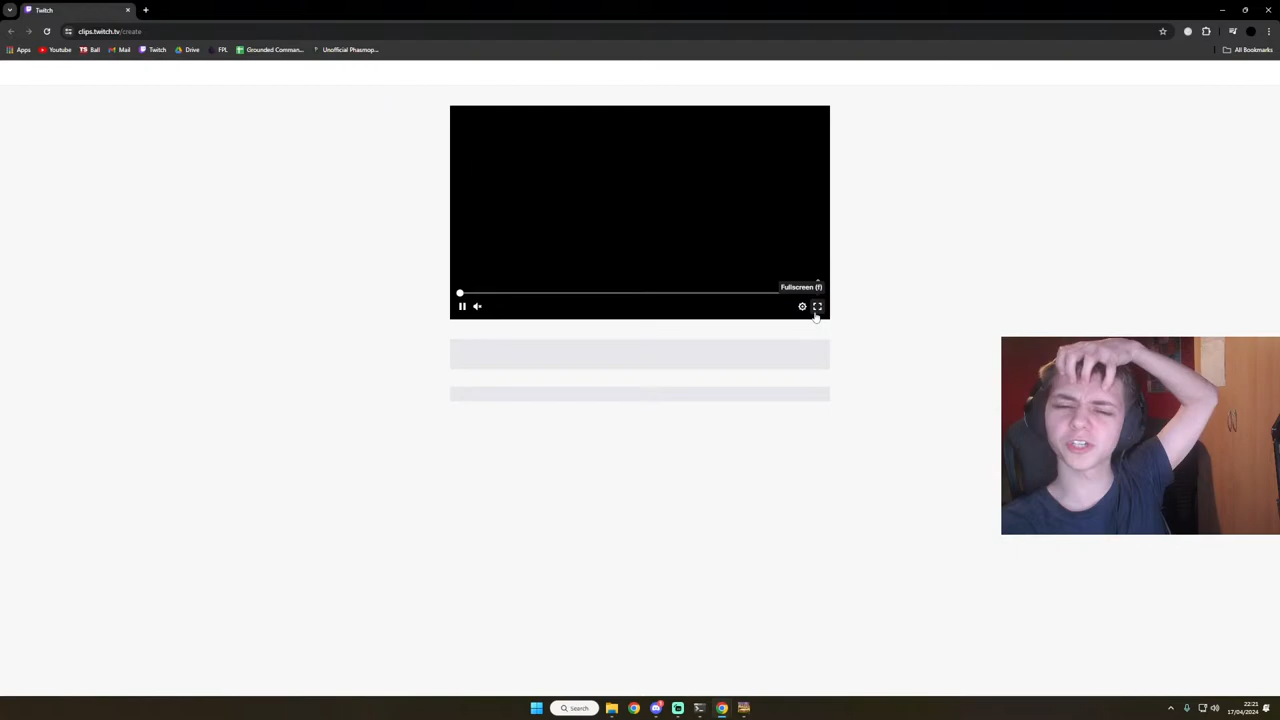 Twitch
clips.twitch.tv/create
Apps Youtube TS Ball Mail Twitch Drive FPL Grounded Comman... Unofficial Phasmop... All Bookmarks
Fullscreen (f)
Search
22:21
17/04/2024